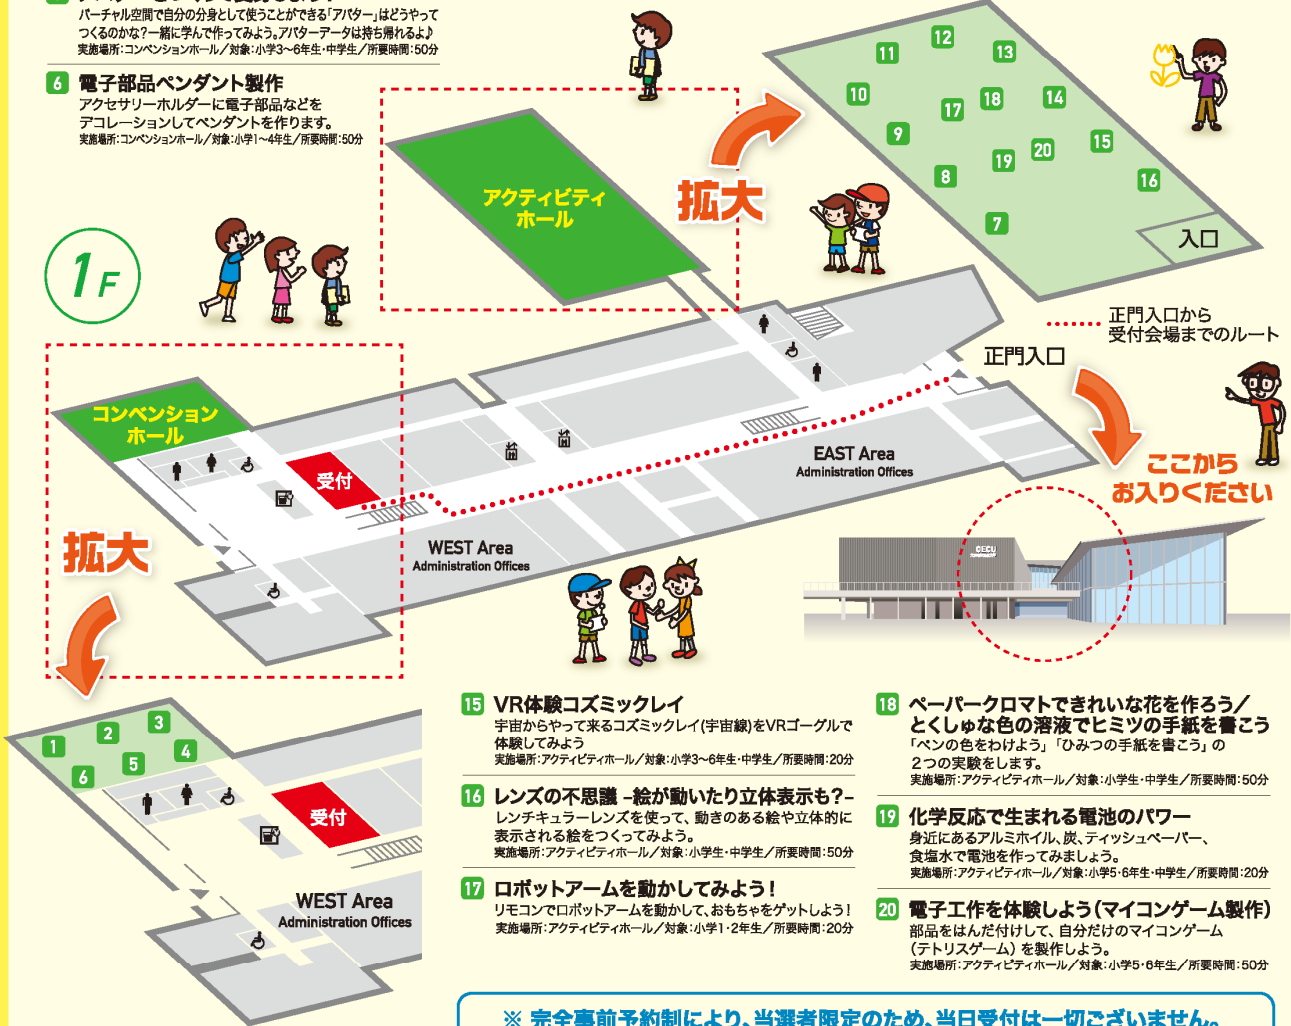 バーチャル空間で自分の分身として使うことができる「アバター」はどうやって
つくるのかな?一緒に学んで作ってみよう。アバターデータは持ち帰れるよ♪
実施場所:コンベンションホール/対象:小学3〜6年生・中学生/所要時間:50分
6 電子部品ペンダント製作
アクセサリーホルダーに電子部品などを
デコレーションしてペンダントを作ります。
実施場所:コンベンションホール/対象:小学1〜4年生/所要時間:50分
1F
アクティビティ
ホール
拡大
11
12
13
10
17
18
14
9
19
20
15
8
16
7
入口
正門入口から
受付会場までのルート
正門入口
コンベンション
ホール
受付
EAST Area
Administration Offices
WEST Area
Administration Offices
ここから
お入りください
CECU
拡大
1
2
3
4
5
6
受付
WEST Area
Administration Offices
15 VR体験コズミックレイ
宇宙からやって来るコズミックレイ(宇宙線)をVRゴーグルで
体験してみよう
実施場所:アクティビティホール/対象:小学3〜6年生・中学生/所要時間:20分
16 レンズの不思議 –絵が動いたり立体表示も?–
レンチキュラーレンズを使って、動きのある絵や立体的に
表示される絵をつくってみよう。
実施場所:アクティビティホール/対象:小学生・中学生/所要時間:50分
17 ロボットアームを動かしてみよう!
リモコンでロボットアームを動かして、おもちゃをゲットしよう!
実施場所:アクティビティホール/対象:小学1・2年生/所要時間:20分
18 ペーパークロマトできれいな花を作ろう/
とくしゅな色の溶液でヒミツの手紙を書こう
「ペンの色をわけよう」「ひみつの手紙を書こう」の
2つの実験をします。
実施場所:アクティビティホール/対象:小学生・中学生/所要時間:50分
19 化学反応で生まれる電池のパワー
身近にあるアルミホイル、炭、ティッシュペーパー、
食塩水で電池を作ってみましょう。
実施場所:アクティビティホール/対象:小学5・6年生・中学生/所要時間:20分
20 電子工作を体験しよう(マイコンゲーム製作)
部品をはんだ付けして、自分だけのマイコンゲーム
(テトリスゲーム)を製作しよう。
実施場所:アクティビティホール/対象:小学5・6年生/所要時間:50分
※ 完全事前予約制により、当選者限定のため、当日受付は一切ございません。